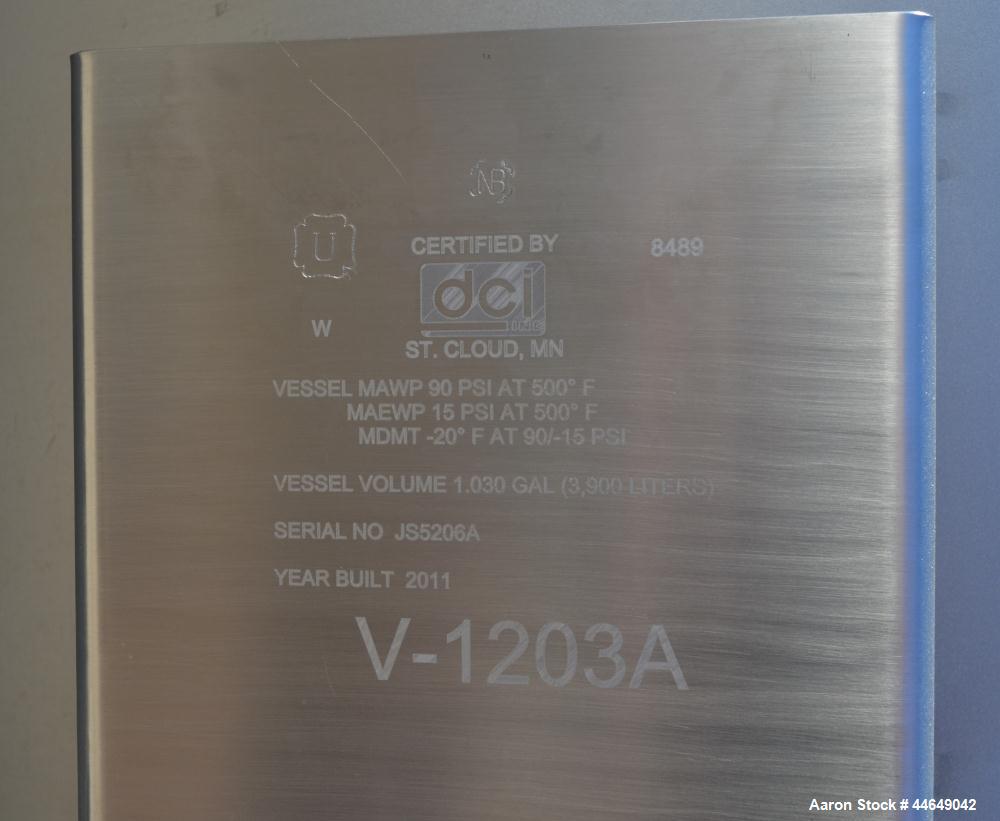 NB
U
CERTIFIED BY
8489
dci
INC
W
ST. CLOUD, MN
VESSEL MAWP 90 PSI AT 500° F
MAEWP 15 PSI AT 500° F
MDMT -20° F AT 90/-15 PSI
VESSEL VOLUME 1.030 GAL (3,900 LITERS)
SERIAL NO JS5206A
YEAR BUILT 2011
V-1203A
Aaron Stock # 44649042